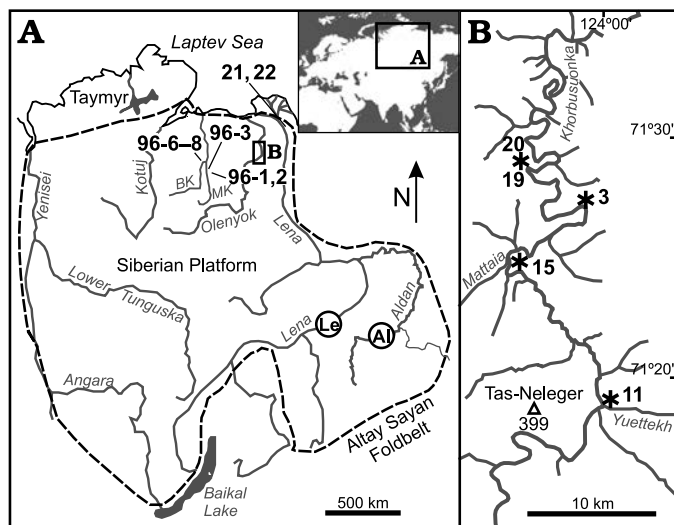 A
Laptev Sea
Taymyr
21, 22
A
96-3
96-6–8
B
Kotuj
BK
MK
96-1,2
Yenisei
Olenyok
N
Lena
Siberian Platform
Lower
Tunguska
Lena
Le
Aldan
Al
Angara
Altay Sayan
Foldbelt
Baikal
Lake
500 km
B
124°00'
Khorbusuonka
71°30'
20
19
3
Mattaia
15
71°20'
Tas-Neleger
399
11
Yuettekh
10 km